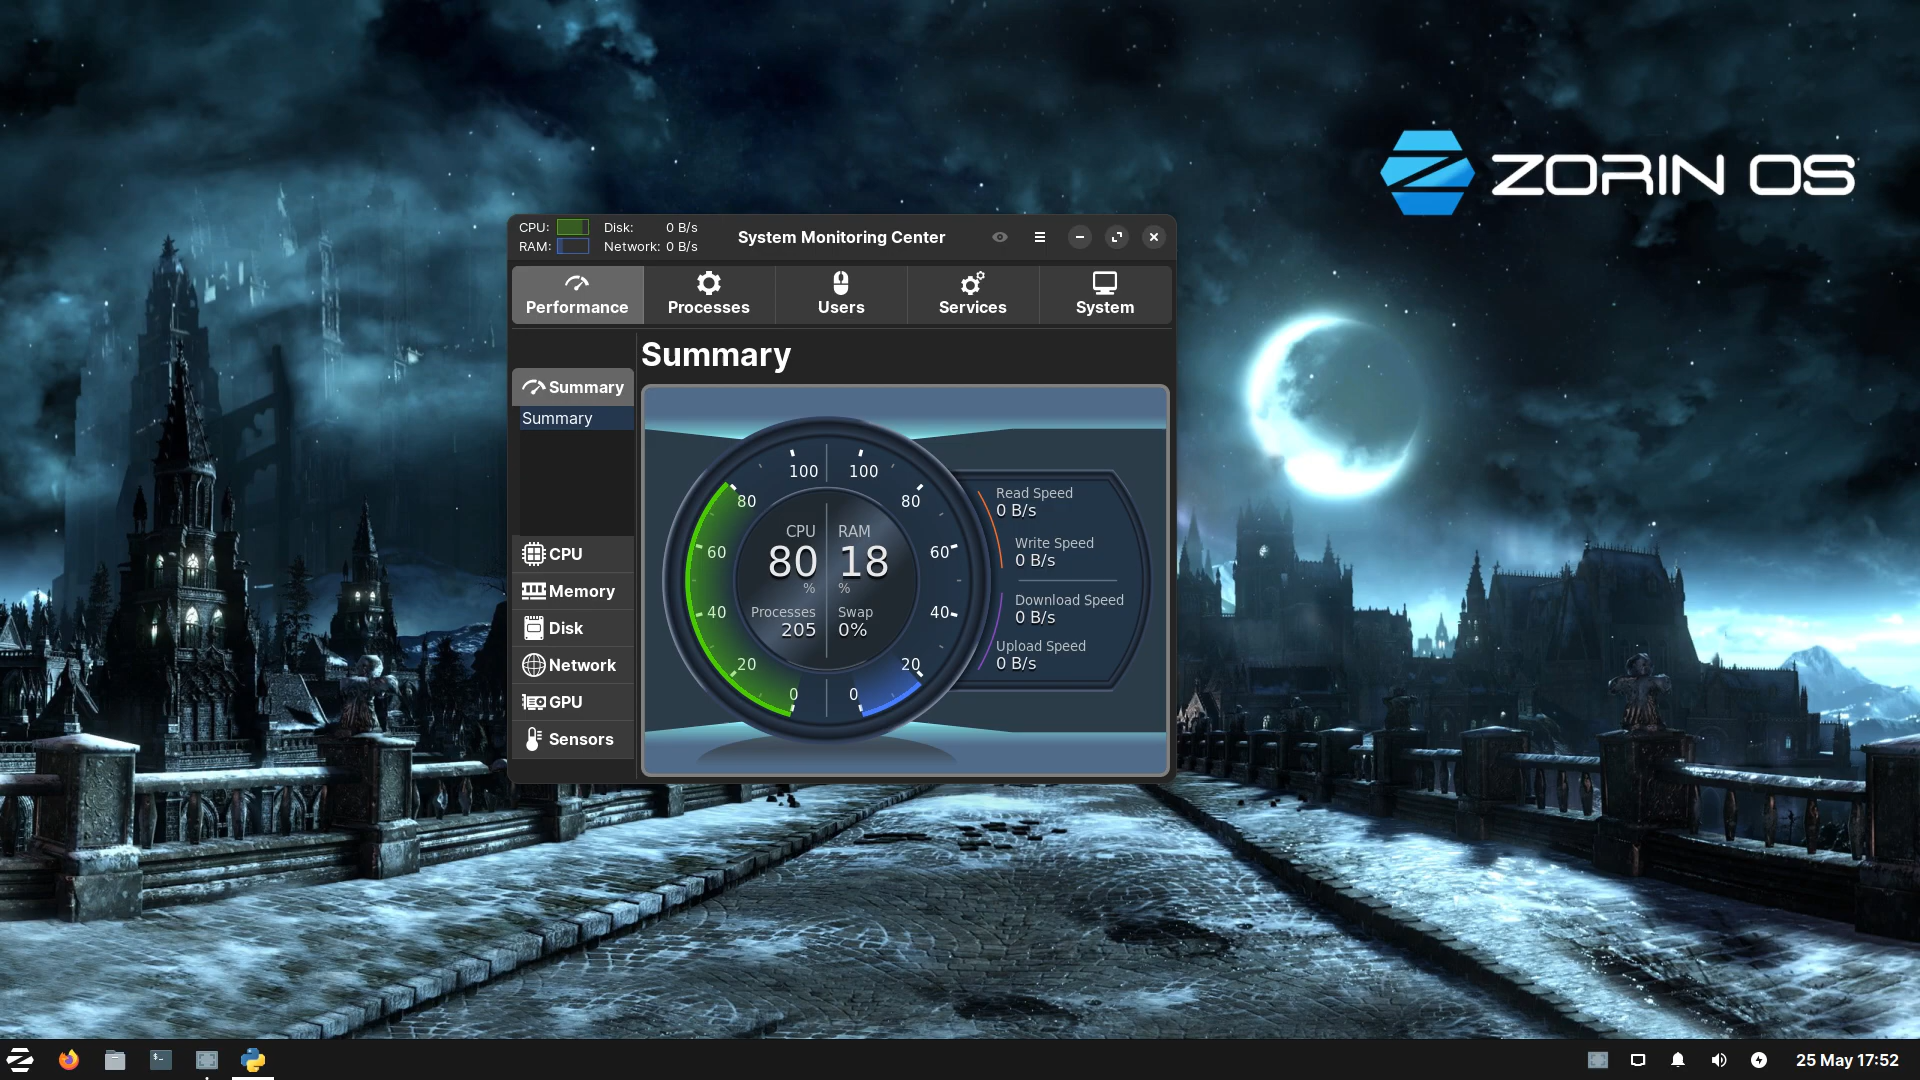 ZORIN OS
CPU:
Disk: 0 B/s
RAM:
Network: 0 B/s
System Monitoring Center
Performance
Processes
Users
Services
System
Summary
Summary
CPU
Memory
Disk
Network
GPU
Sensors
Summary
100 100
80 80
60 60
40 40
20 20
0 0
CPU RAM
80 18
% %
Processes Swap
205 0%
Read Speed
0 B/s
Write Speed
0 B/s
Download Speed
0 B/s
Upload Speed
0 B/s
25 May 17:52